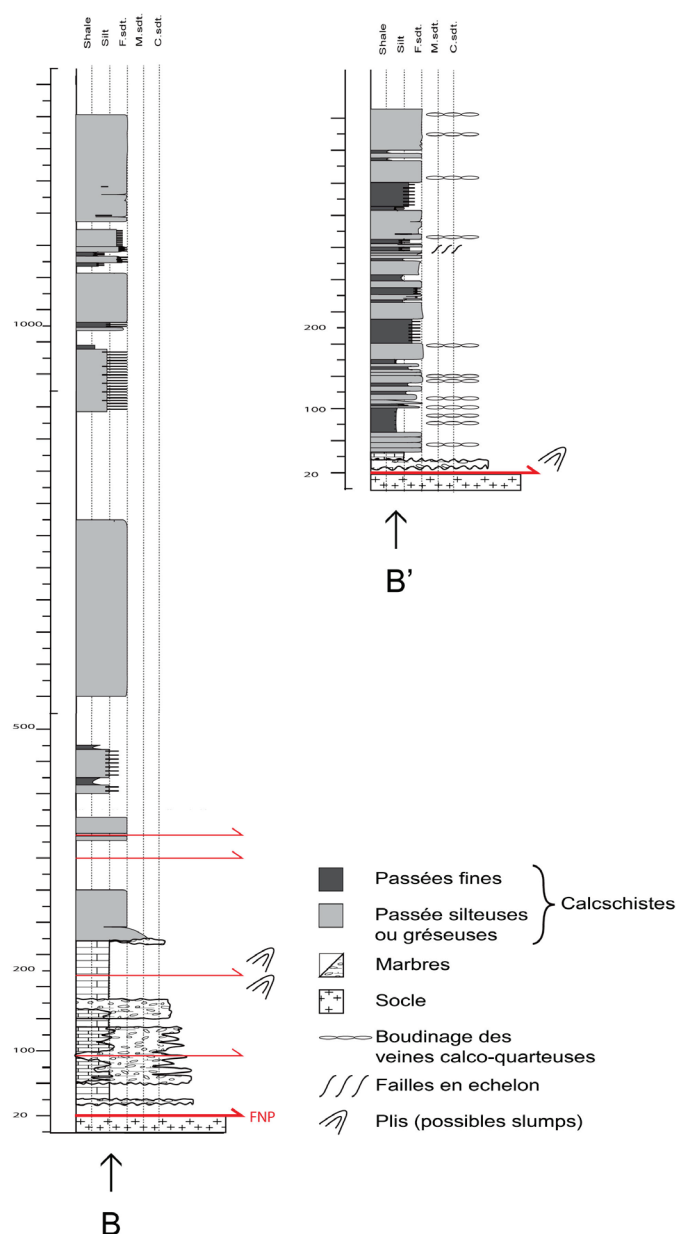 Shale
Silt
F.sdt.
M.sdt.
C.sdt.
1000
500
200
100
20
FNP
B
Shale
Silt
F.sdt.
M.sdt.
C.sdt.
200
100
20
B'
Passées fines
Passée silteuses
ou gréseuses
Calcschistes
Marbres
Socle
Boudinage des
veines calco-quarteuses
Failles en echelon
Plis (possibles slumps)